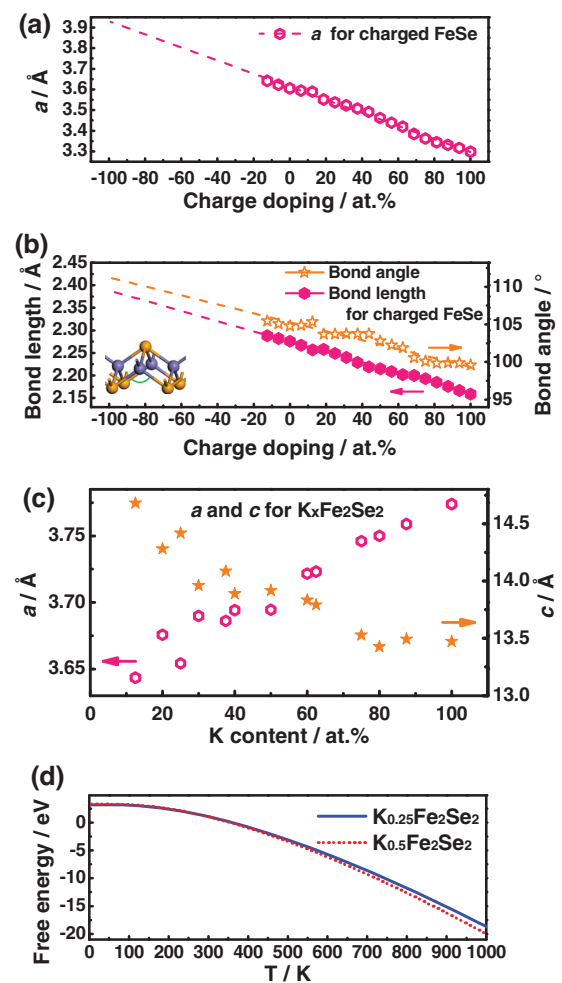 (a)
a for charged FeSe
3.9
3.8
3.7
3.6
3.5
3.4
3.3
a / Å
-100 -80 -60 -40 -20 0 20 40 60 80 100
Charge doping / at.%
(b)
2.45
2.40
2.35
2.30
2.25
2.20
2.15
Bond length / Å
Bond angle
Bond length
for charged FeSe
110
105
100
95
Bond angle / °
-100 -80 -60 -40 -20 0 20 40 60 80 100
Charge doping / at.%
(c)
a and c for KxFe2Se2
3.75
3.70
3.65
a / Å
14.5
14.0
13.5
13.0
c / Å
0 20 40 60 80 100
K content / at.%
(d)
0
-5
-10
-15
-20
Free energy / eV
K0.25Fe2Se2
K0.5Fe2Se2
0 100 200 300 400 500 600 700 800 900 1000
T / K